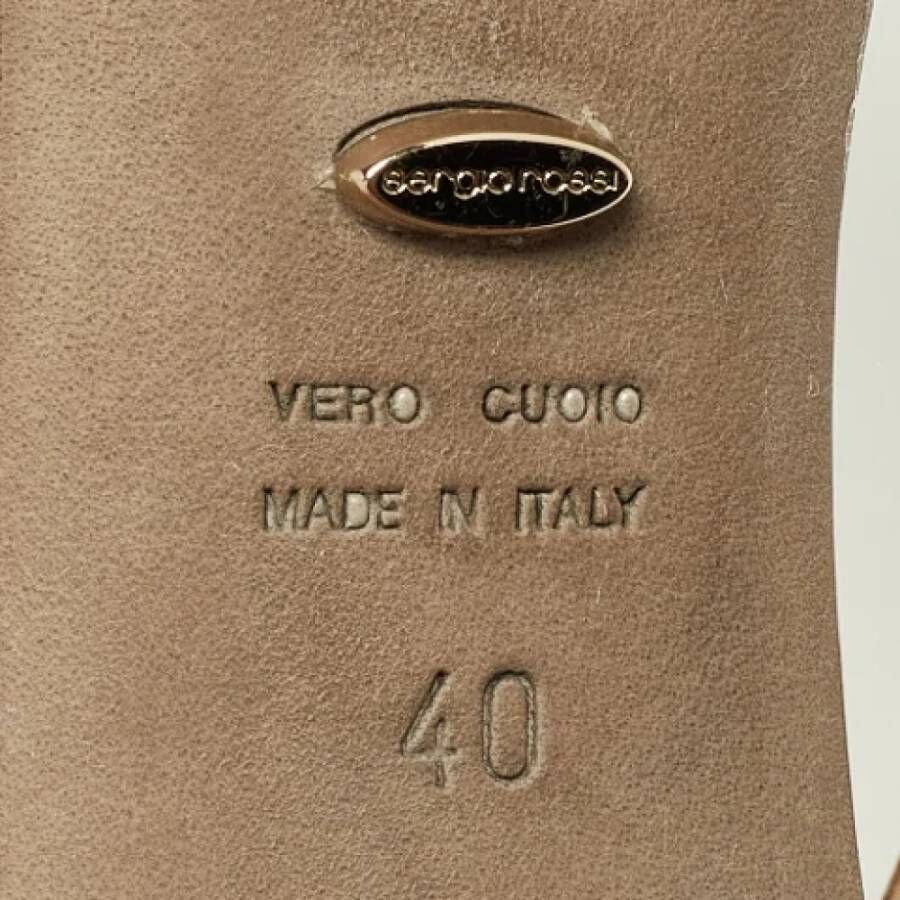 sergio rossi
VERO CUOIO
MADE IN ITALY
40